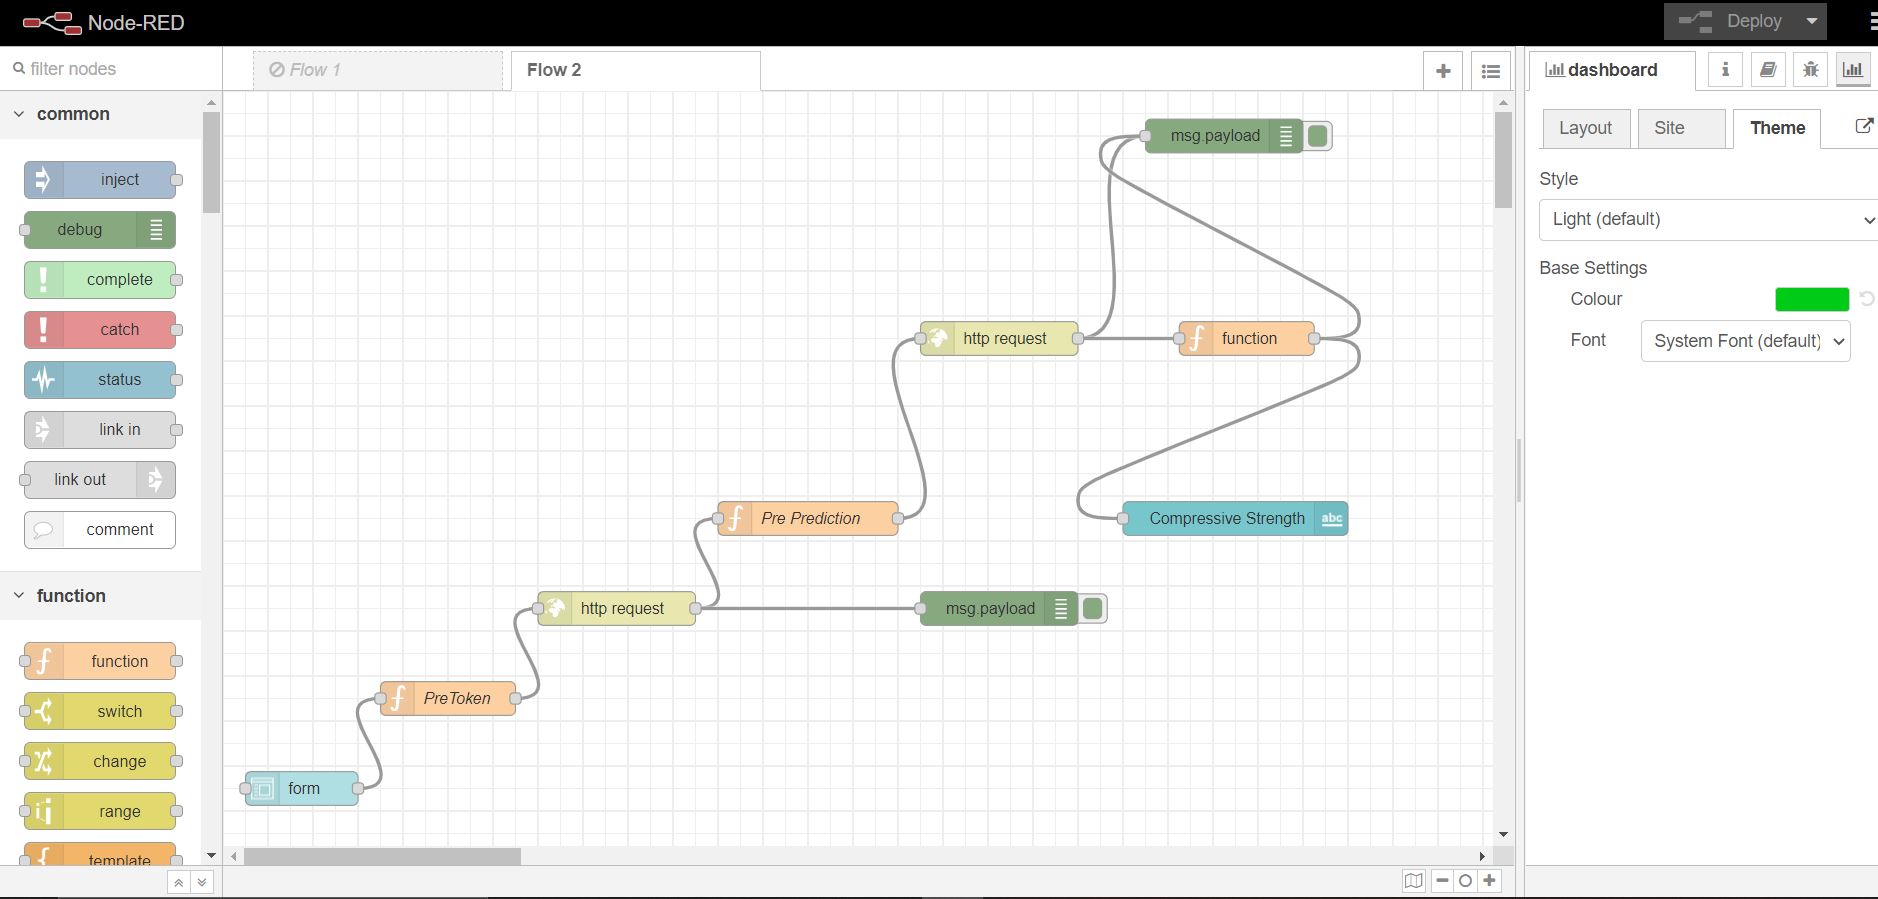 Node-RED
Deploy
filter nodes
Flow 1
Flow 2
dashboard
i
common
inject
debug
complete
catch
status
link in
link out
comment
function
function
switch
change
range
template
msg.payload
http request
function
Pre Prediction
Compressive Strength
abc
http request
msg.payload
PreToken
form
Layout
Site
Theme
Style
Light (default)
Base Settings
Colour
Font
System Font (default)